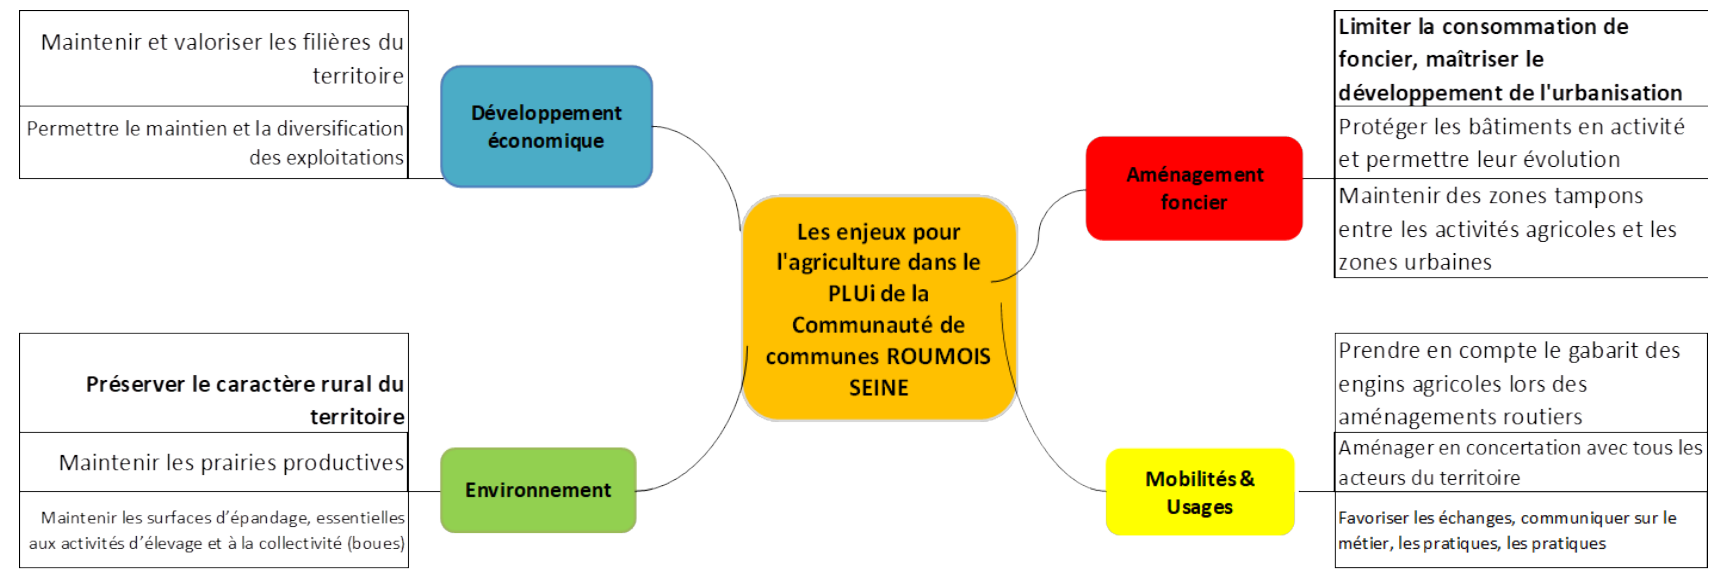 Maintenir et valoriser les filières du
territoire
Permettre le maintien et la diversification
des exploitations
Développement
économique
Limiter la consommation de
foncier, maîtriser le
développement de l'urbanisation
Protéger les bâtiments en activité
et permettre leur évolution
Maintenir des zones tampons
entre les activités agricoles et les
zones urbaines
Aménagement
foncier
Les enjeux pour
l'agriculture dans le
PLUi de la
Communauté de
communes ROUMOIS
SEINE
Préserver le caractère rural du
territoire
Maintenir les prairies productives
Maintenir les surfaces d'épandage, essentielles
aux activités d'élevage et à la collectivité (boues)
Environnement
Mobilités &
Usages
Prendre en compte le gabarit des
engins agricoles lors des
aménagements routiers
Aménager en concertation avec tous les
acteurs du territoire
Favoriser les échanges, communiquer sur le
métier, les pratiques, les pratiques